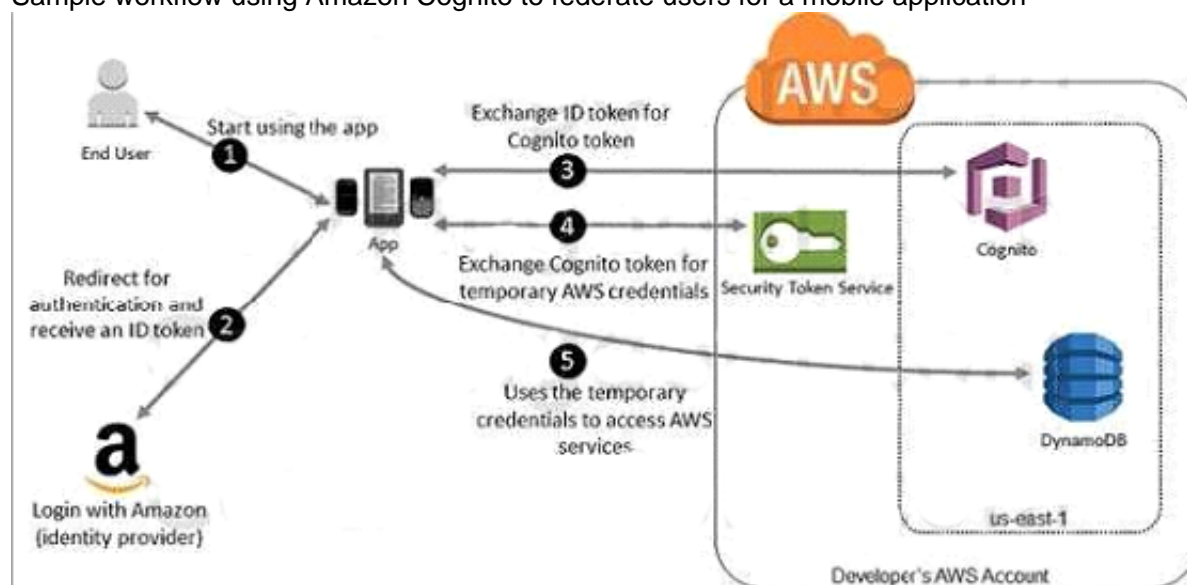 Sample workflow using Amazon Cognito to federate users for a mobile application
AWS
End User
Start using the app
1
Exchange ID token for
Cognito token
3
App
4
Exchange Cognito token for
temporary AWS credentials
Security Token Service
Cognito
Redirect for
authentication and
receive an ID token
2
5
Uses the temporary
credentials to access AWS
services
DynamoDB
a
Login with Amazon
(identity provider)
us-east-1
Developer's AWS Account